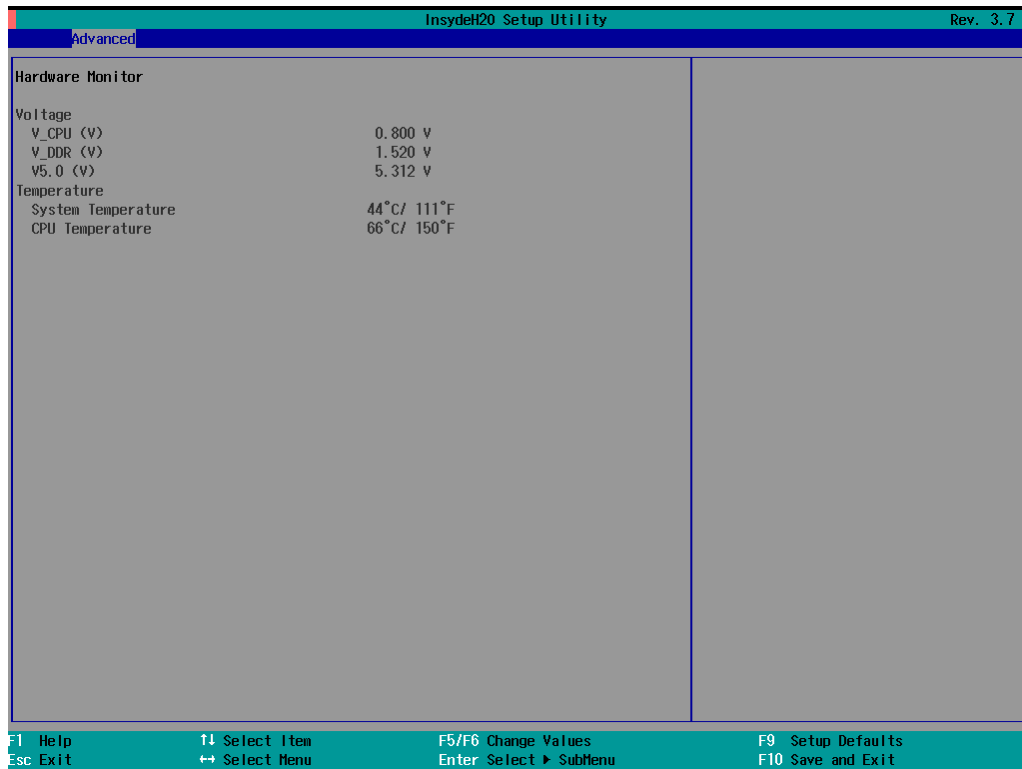 InsydeH20 Setup Utility Rev. 3.7
Advanced
Hardware Monitor
Voltage
V_CPU (V) 0.800 V
V_DDR (V) 1.520 V
V5.0 (V) 5.312 V
Temperature
System Temperature 44°C/ 111°F
CPU Temperature 66°C/ 150°F
F1 Help ↑↓ Select Item F5/F6 Change Values F9 Setup Defaults
Esc Exit ↔ Select Menu Enter Select ▶ SubMenu F10 Save and Exit